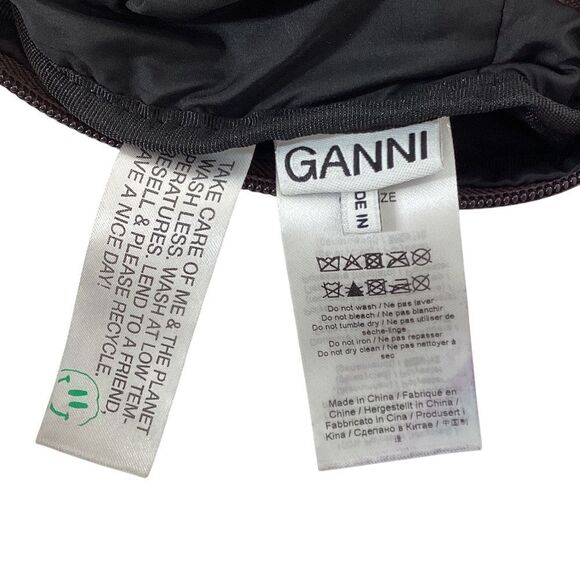 TAKE CARE OF ME & THE PLANET
WASH LESS. WASH AT LOW TEM-
PERATURES. LEND TO A FRIEND,
RESELL & PLEASE RECYCLE.
HAVE A NICE DAY!
GANNI
DE IN
ZE
Do not wash / Ne pas laver
Do not bleach / Ne pas blanchir
Do not tumble dry / Ne pas utiliser de
sèche-linge
Do not iron / Ne pas repasser
Do not dry clean / Ne pas nettoyer à
sec
Made in China / Fabriqué en
Chine / Hergestellt in China /
Fabbricato in Cina / Produsert i
Kina / Сделано в Китае / 中国制
造